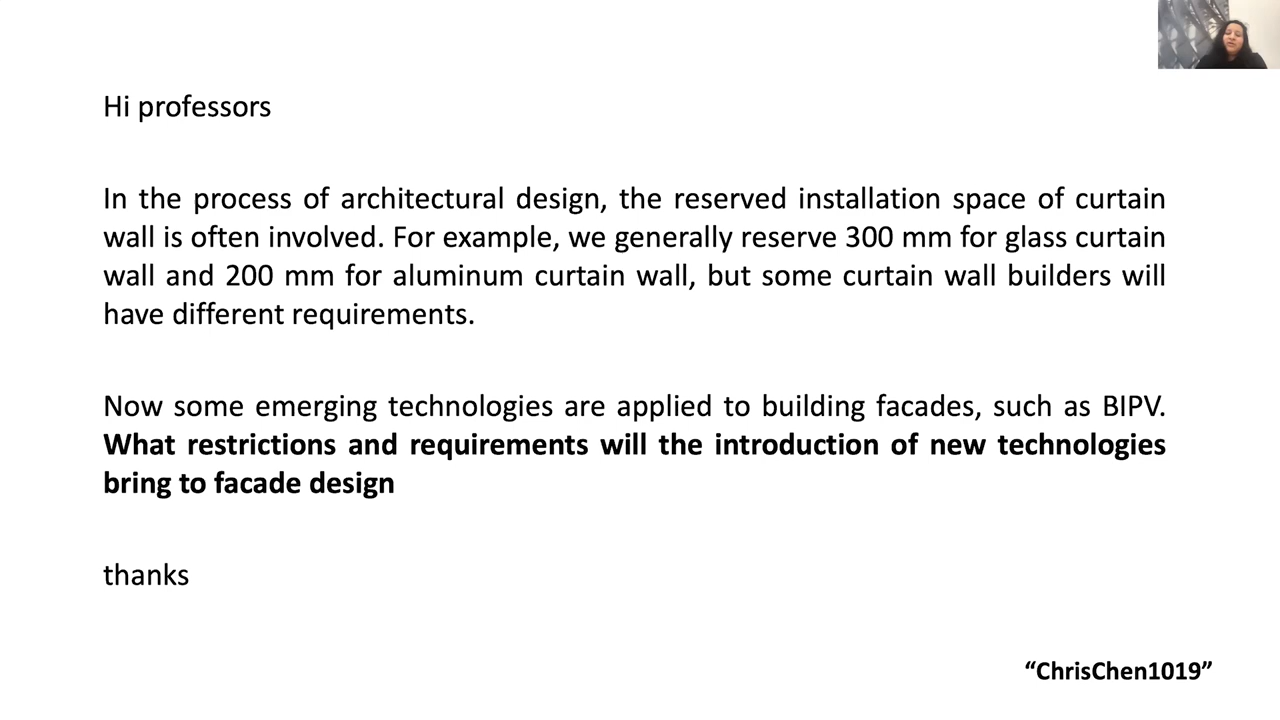 Hi professors
In the process of architectural design, the reserved installation space of curtain
wall is often involved. For example, we generally reserve 300 mm for glass curtain
wall and 200 mm for aluminum curtain wall, but some curtain wall builders will
have different requirements.
Now some emerging technologies are applied to building facades, such as BIPV.
What restrictions and requirements will the introduction of new technologies
bring to facade design
thanks
“ChrisChen1019”